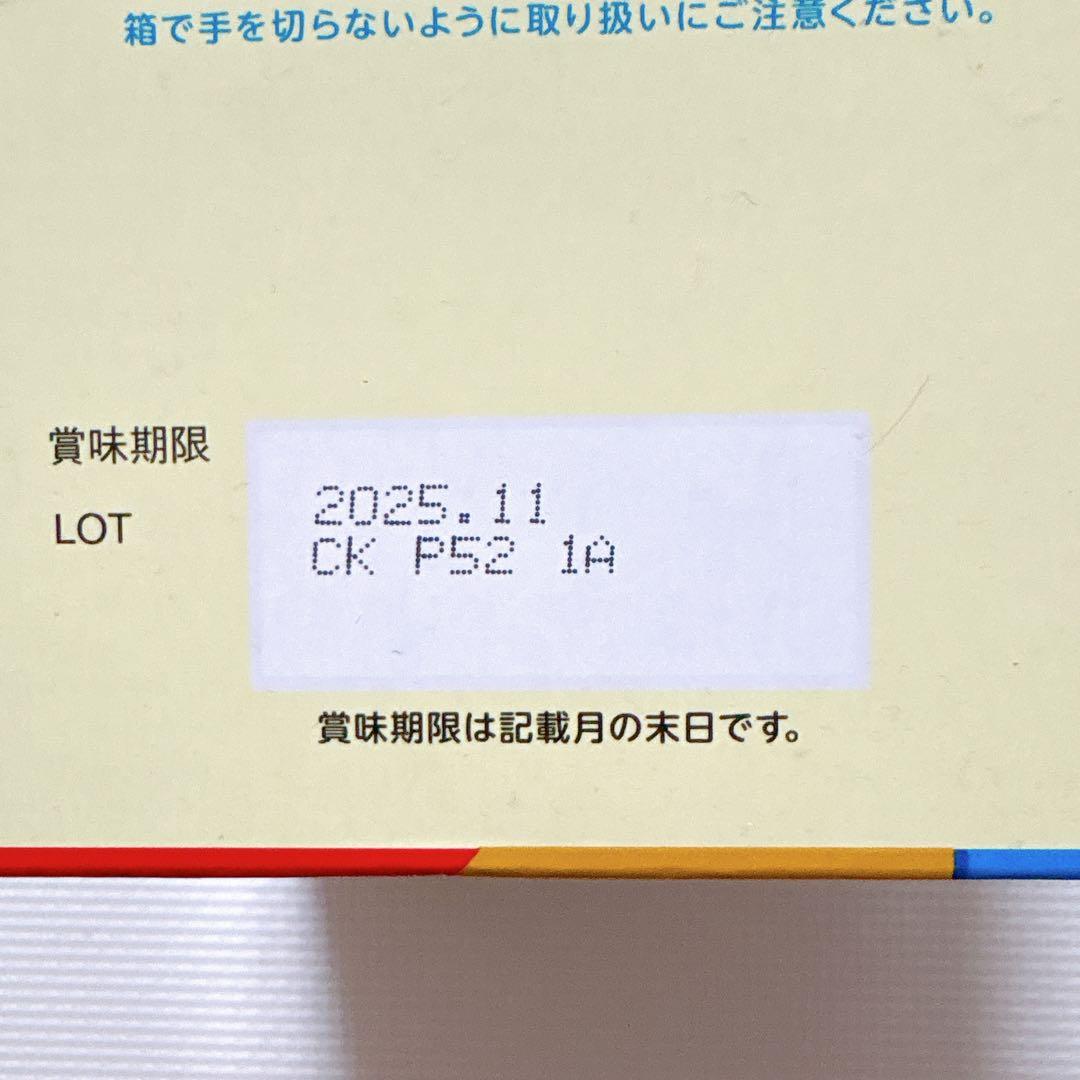 箱で手を切らないように取り扱いにご注意ください。
賞味期限
2025.11
LOT
CK P52 1A
賞味期限は記載月の末日です。